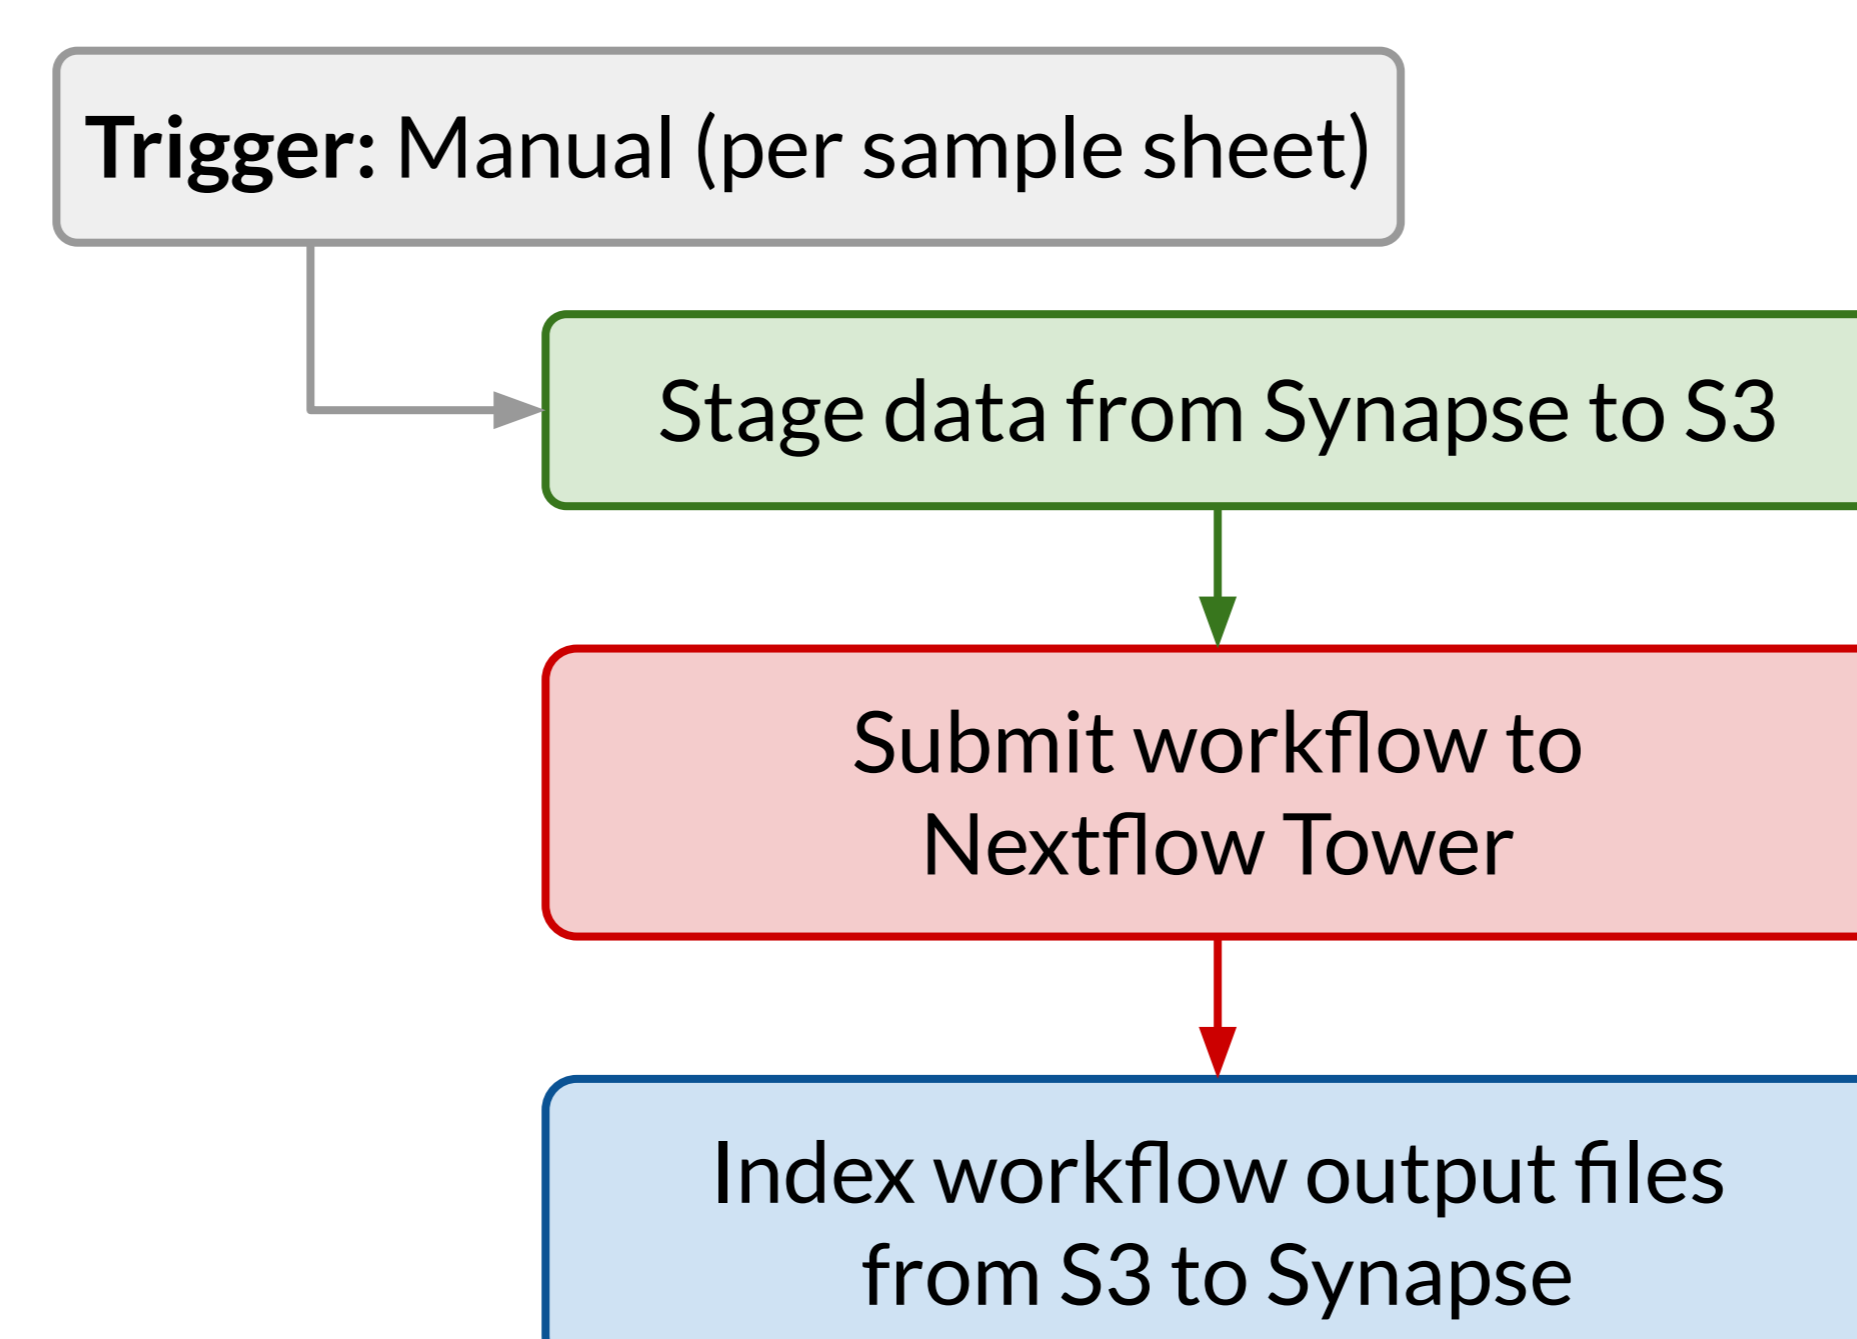 Trigger: Manual (per sample sheet)
Stage data from Synapse to S3
Submit workflow to
Nextflow Tower
Index workflow output files
from S3 to Synapse